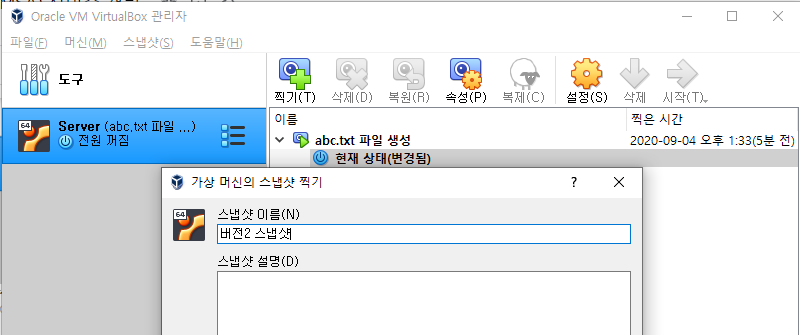 Oracle VM VirtualBox 관리자
파일(F) 머신(M) 스냅샷(S) 도움말(H)
도구
찍기(T) 삭제(D) 복원(R) 속성(P) 복제(C) 설정(S) 삭제 시작(T)
이름 찍은 시간
64 Server (abc.txt 파일 ...)
전원 꺼짐
abc.txt 파일 생성 2020-09-04 오후 1:33(5분 전)
현재 상태(변경됨)
가상 머신의 스냅샷 찍기 ?
64
스냅샷 이름(N)
버전2 스냅샷
스냅샷 설명(D)